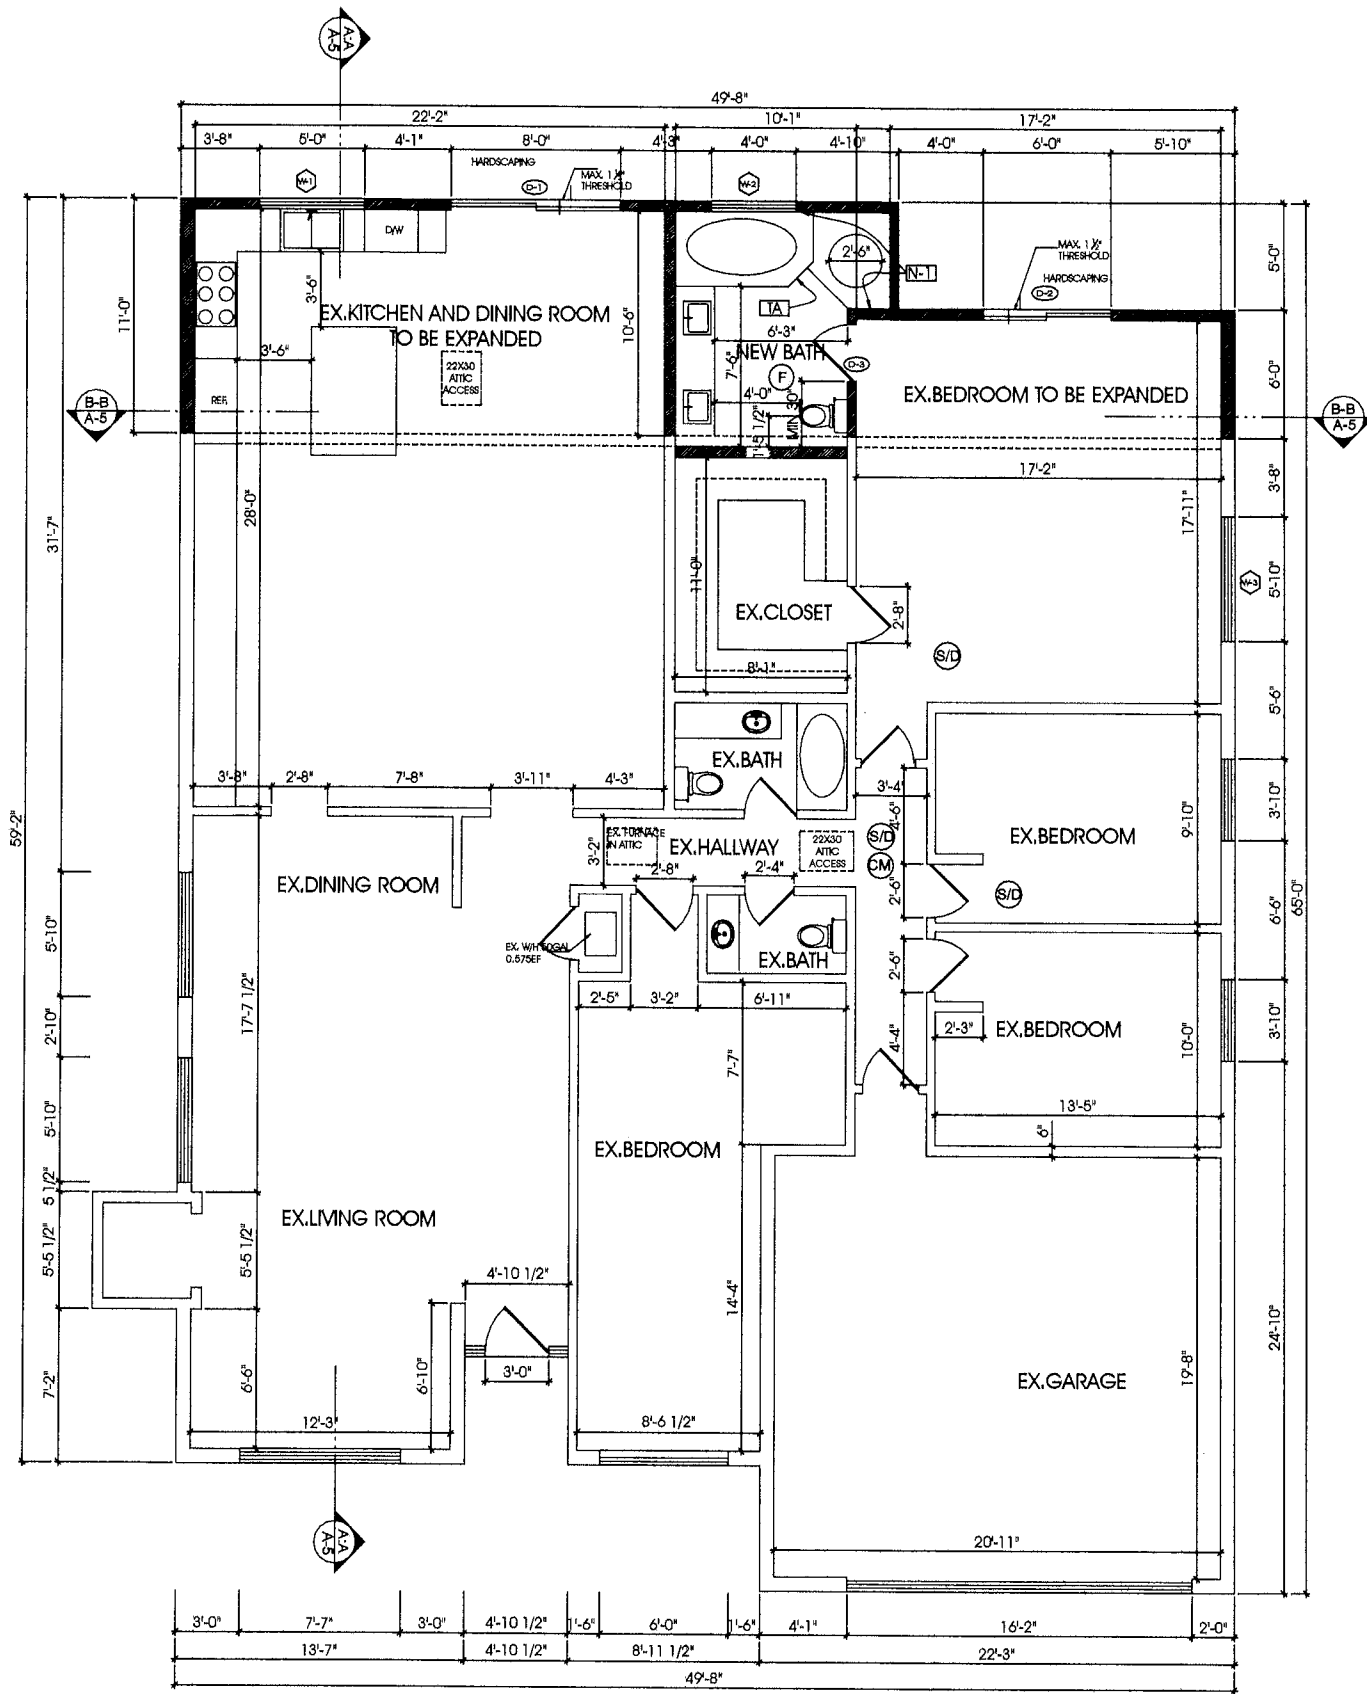 A:A
A-5
49'-8"
22'-2"
10'-1"
17'-2"
3'-8"
5'-0"
4'-1"
8'-0"
4'-3"
4'-0"
4'-10"
4'-0"
6'-0"
5'-10"
HARDSCAPING
W-1
D-1
MAX. 1 ½"
THRESHOLD
W-2
D/W
2'-6"
N-1
MAX. 1 ½"
THRESHOLD
HARDSCAPING
D-2
5'-0"
11'-0"
3'-6"
EX.KITCHEN AND DINING ROOM
TO BE EXPANDED
10'-6"
TA
6'-3"
3'-6"
22X30
ATTIC
ACCESS
7'-6"
NEW BATH
F
D-3
REF.
4'-0"
MIN 30"
1'-5 1/2"
EX.BEDROOM TO BE EXPANDED
6'-0"
B-B
A-5
B-B
A-5
17'-2"
3'-8"
28'-0"
31'-7"
17'-11"
11'-0"
W-3
5'-10"
EX.CLOSET
2'-8"
S/D
8'-1"
5'-6"
EX.BATH
3'-8"
2'-8"
7'-8"
3'-11"
4'-3"
3'-4"
4'-6"
59'-2"
3'-10"
9'-10"
EX.BEDROOM
EX. FURNACE
IN ATTIC
3'-2"
EX.HALLWAY
22X30
ATTIC
ACCESS
S/D
CM
2'-8"
2'-4"
EX.DINING ROOM
2'-6"
S/D
6'-6"
65'-0"
5'-10"
EX. W/H
0.575EF
EX.BATH
2'-6"
17'-7 1/2"
2'-5"
3'-2"
6'-11"
2'-10"
2'-3"
EX.BEDROOM
4'-4"
10'-0"
3'-10"
7'-7"
5'-10"
13'-5"
6"
EX.BEDROOM
5 1/2"
EX.LIVING ROOM
5'-5 1/2"
5'-5 1/2"
4'-10 1/2"
14'-4"
24'-10"
7'-2"
6'-6"
6'-10"
3'-0"
EX.GARAGE
19'-8"
12'-3"
8'-6 1/2"
A:A
A-5
20'-11"
3'-0"
7'-7"
3'-0"
4'-10 1/2"
1'-6"
6'-0"
1'-6"
4'-1"
16'-2"
2'-0"
13'-7"
4'-10 1/2"
8'-11 1/2"
22'-3"
49'-8"